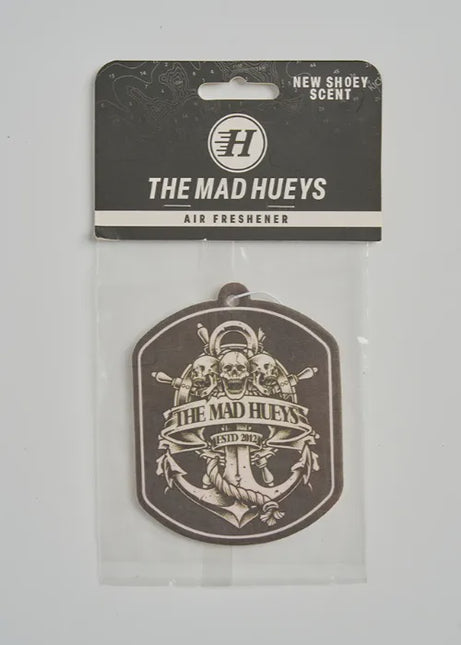 NEW SHOEY
SCENT
H
THE MAD HUEYS
AIR FRESHENER
THE MAD HUEYS
ESTD 2012